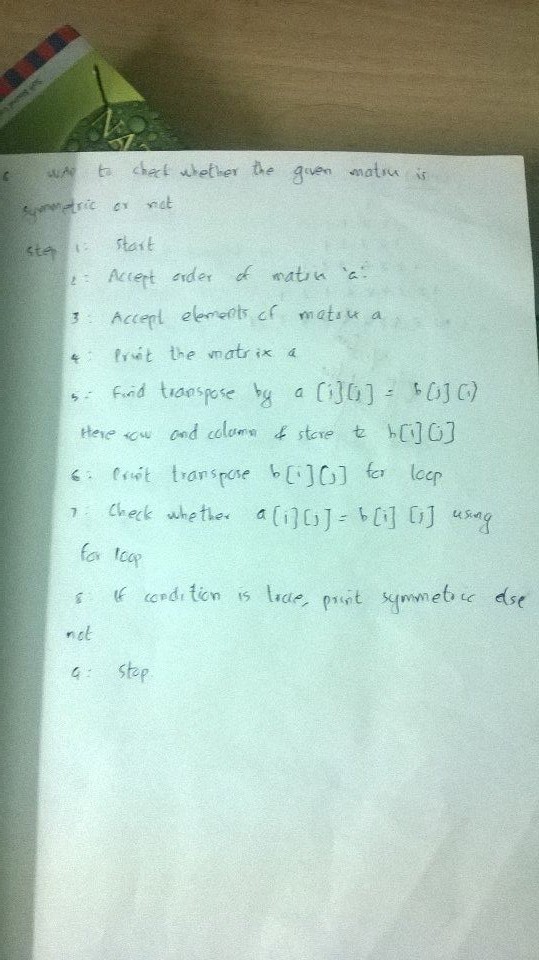 6 WAP to check whether the given matrix is
symmetric or not
Step 1: Start
2: Accept order of matrix 'a'.
3: Accept elements of matrix a
4: Print the matrix a
5: Find transpose by a[i][j] = b[j][i]
Here row and column & store to b[i][j]
6: Print transpose b[i][j] for loop
7: Check whether a[i][j] = b[i][j] using
for loop
8: If condition is true, print symmetric else
not
9: Stop